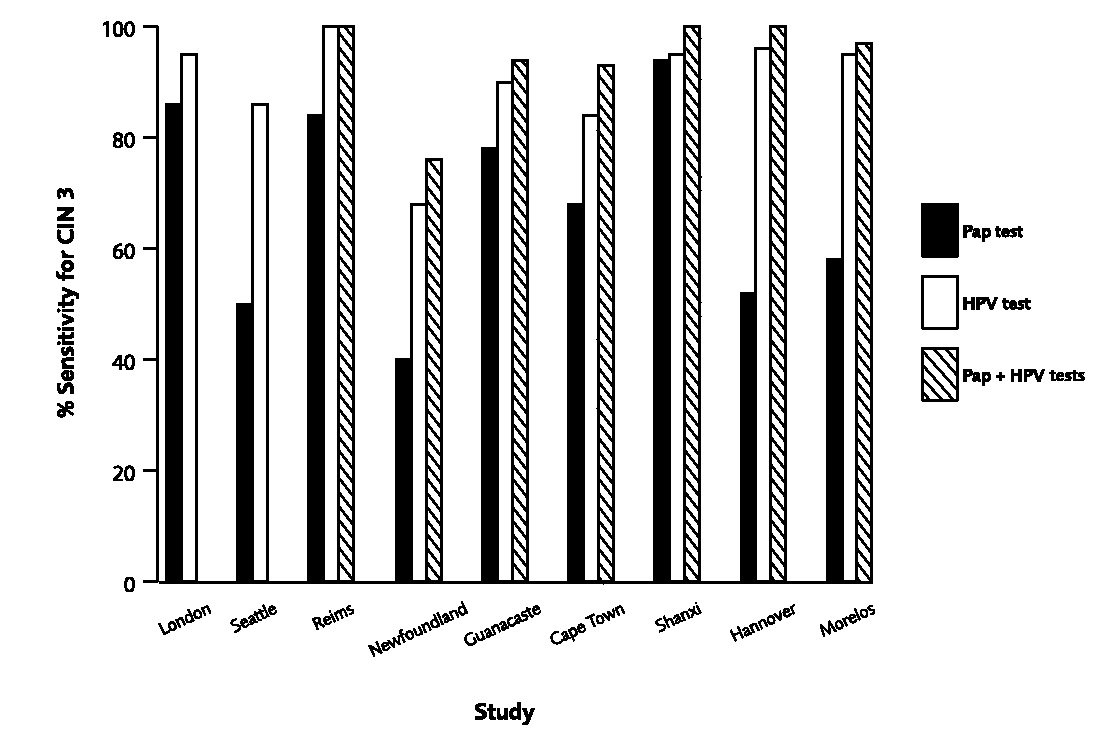 100
80
60
40
20
0
% Sensitivity for CIN 3
London
Seattle
Reims
Newfoundland
Guanacaste
Cape Town
Shanxi
Hannover
Morelos
Study
Pap test
HPV test
Pap + HPV tests